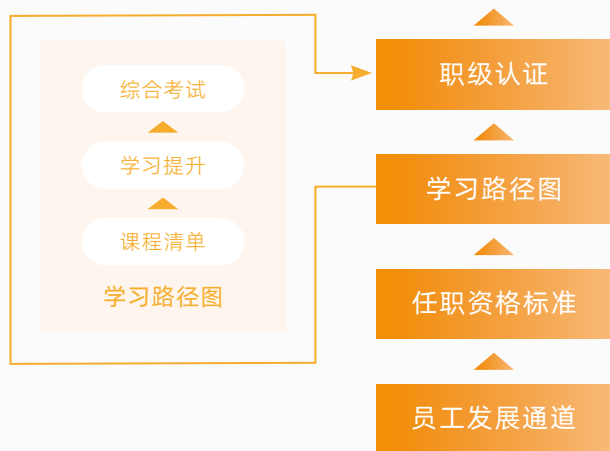 综合考试
学习提升
课程清单
学习路径图
职级认证
学习路径图
任职资格标准
员工发展通道